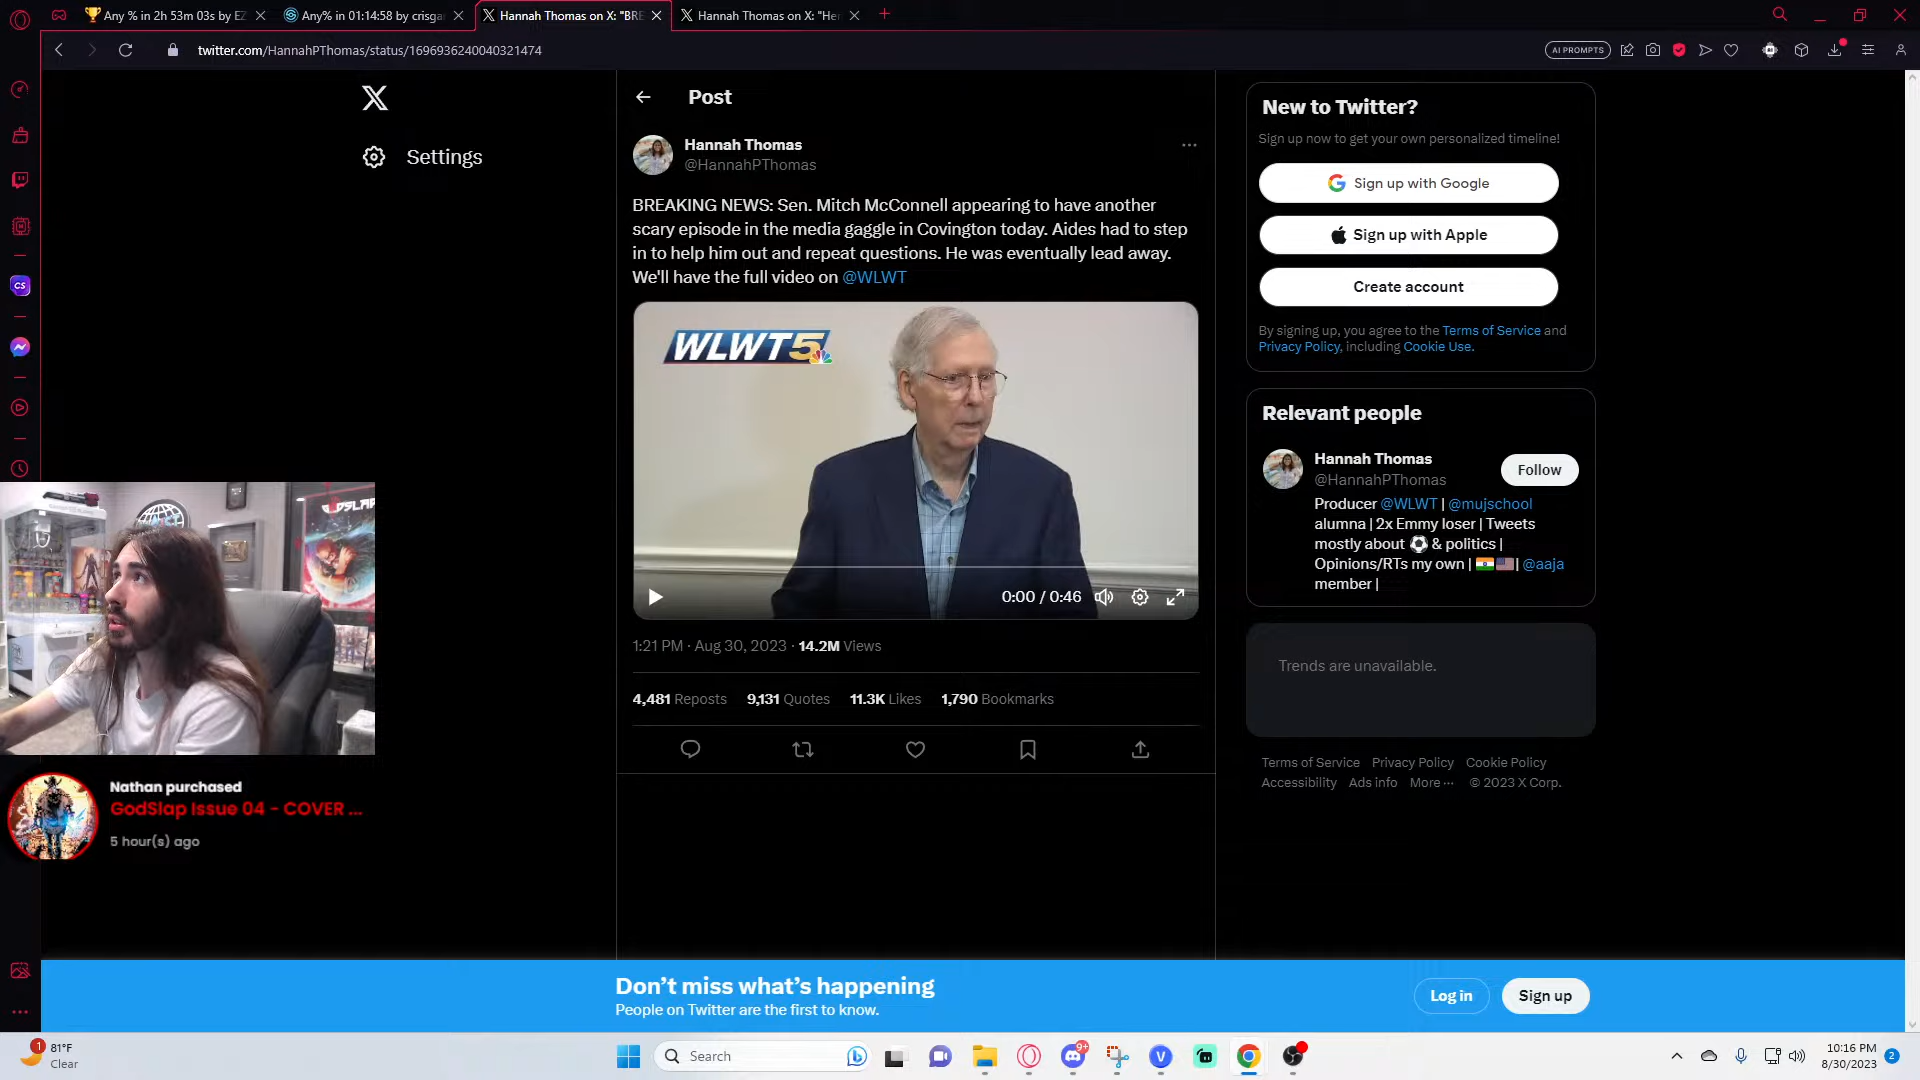 Any % in 2h 53m 03s by EZ
Any% in 01:14:58 by crisga
Hannah Thomas on X: "BRE
Hannah Thomas on X: "He
twitter.com/HannahPThomas/status/1696936240040321474
AI PROMPTS
Post
Settings
Hannah Thomas
@HannahPThomas
BREAKING NEWS: Sen. Mitch McConnell appearing to have another
scary episode in the media gaggle in Covington today. Aides had to step
in to help him out and repeat questions. He was eventually lead away.
We'll have the full video on @WLWT
WLWT5
0:00 / 0:46
1:21 PM · Aug 30, 2023 · 14.2M Views
4,481 Reposts 9,131 Quotes 11.3K Likes 1,790 Bookmarks
New to Twitter?
Sign up now to get your own personalized timeline!
Sign up with Google
Sign up with Apple
Create account
By signing up, you agree to the Terms of Service and
Privacy Policy, including Cookie Use.
Relevant people
Hannah Thomas
@HannahPThomas
Follow
Producer @WLWT | @mujschool
alumna | 2x Emmy loser | Tweets
mostly about ⚽ & politics |
Opinions/RTs my own | 🇮🇳🇺🇸 | @aaja
member |
Trends are unavailable.
Terms of Service Privacy Policy Cookie Policy
Accessibility Ads info More ··· © 2023 X Corp.
CS
Nathan purchased
GodSlap Issue 04 - COVER ...
5 hour(s) ago
Don't miss what's happening
People on Twitter are the first to know.
Log in
Sign up
1
81°F
Clear
Search
9+
V
10:16 PM
8/30/2023
2